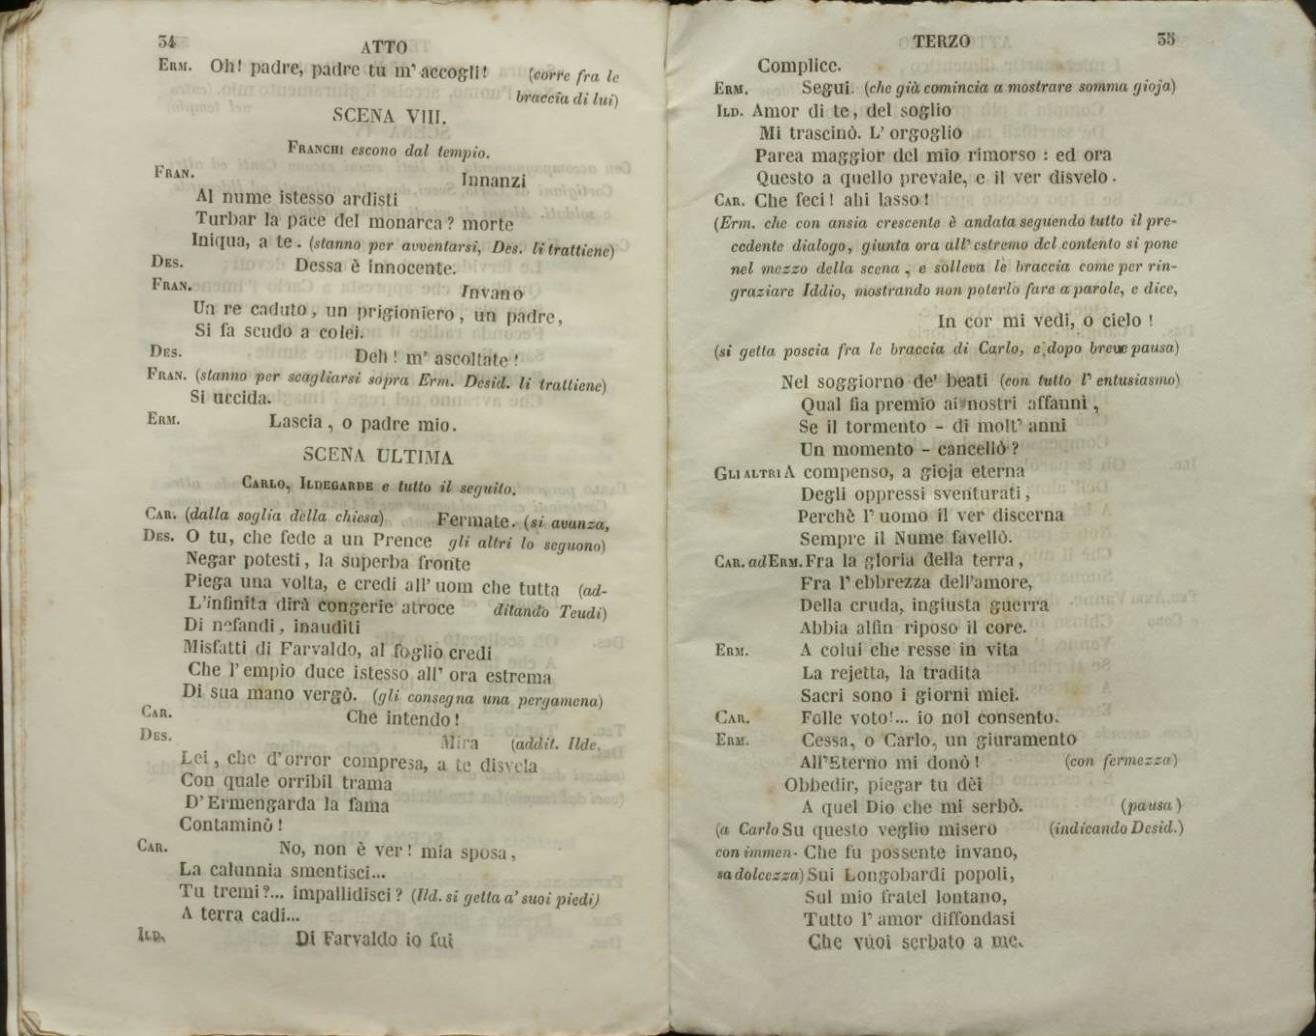 34
ATTO
ERM. Oh! padre, padre tu m' accogli! (corre fra le
braccia di lui)
SCENA VIII.
FRANCHI escono dal tempio.
FRAN. Innanzi
Al nume istesso ardisti
Turbar la pace del monarca? morte
Iniqua, a te. (stanno per avventarsi, Des. li trattiene)
DES. Dessa è innocente.
FRAN. Invano
Un re caduto, un prigioniero, un padre,
Si fa scudo a colei.
DES. Deh! m' ascoltate!
FRAN. (stanno per scagliarsi sopra Erm. Desid. li trattiene)
Si uccida.
ERM. Lascia, o padre mio.
SCENA ULTIMA
CARLO, ILDEGARDE e tutto il seguito.
CAR. (dalla soglia della chiesa) Fermate. (si avanza,
DES. O tu, che fede a un Prence gli altri lo seguono)
Negar potesti, la superba fronte
Piega una volta, e credi all' uom che tutta (ad-
L'infinita dirà congerie atroce ditando Teudi)
Di nefandi, inauditi
Misfatti di Farvaldo, al foglio credi
Che l' empio duce istesso all' ora estrema
Di sua mano vergò. (gli consegna una pergamena)
CAR. Che intendo!
DES. Mira (addit. Ilde.
Lei, che d'orror compresa, a te disvela
Con quale orribil trama
D'Ermengarda la fama
Contaminò!
CAR. No, non è ver! mia sposa,
La calunnia smentisci...
Tu tremi?... impallidisci? (Ild. si getta a' suoi piedi)
A terra cadi...
ILD. Di Farvaldo io fui
TERZO
35
Complice.
ERM. Segui. (che già comincia a mostrare somma gioja)
ILD. Amor di te, del soglio
Mi trascinò. L' orgoglio
Parea maggior del mio rimorso : ed ora
Questo a quello prevale, e il ver disvelo.
CAR. Che feci! ahi lasso!
(Erm. che con ansia crescente è andata seguendo tutto il pre-
cedente dialogo, giunta ora all' estremo del contento si pone
nel mezzo della scena, e solleva le braccia come per rin-
graziare Iddio, mostrando non poterlo fare a parole, e dice,
In cor mi vedi, o cielo!
(si getta poscia fra le braccia di Carlo, e dopo breve pausa)
Nel soggiorno de' beati (con tutto l' entusiasmo)
Qual fia premio ai nostri affanni,
Se il tormento - di molt' anni
Un momento - cancellò?
GLI ALTRI A compenso, a gioja eterna
Degli oppressi sventurati,
Perchè l' uomo il ver discerna
Sempre il Nume favellò.
CAR. ad ERM. Fra la gloria della terra,
Fra l' ebbrezza dell'amore,
Della cruda, ingiusta guerra
Abbia alfin riposo il core.
ERM. A colui che resse in vita
La rejetta, la tradita
Sacri sono i giorni miei.
CAR. Folle voto!... io nol consento.
ERM. Cessa, o Carlo, un giuramento
All'Eterno mi donò! (con fermezza)
Obbedir, piegar tu dèi
A quel Dio che mi serbò. (pausa)
(a Carlo Su questo veglio misero (indicando Desid.)
con immen- Che fu possente invano,
sa dolcezza) Sui Longobardi popoli,
Sul mio fratel lontano,
Tutto l' amor diffondasi
Che vuoi serbato a me.